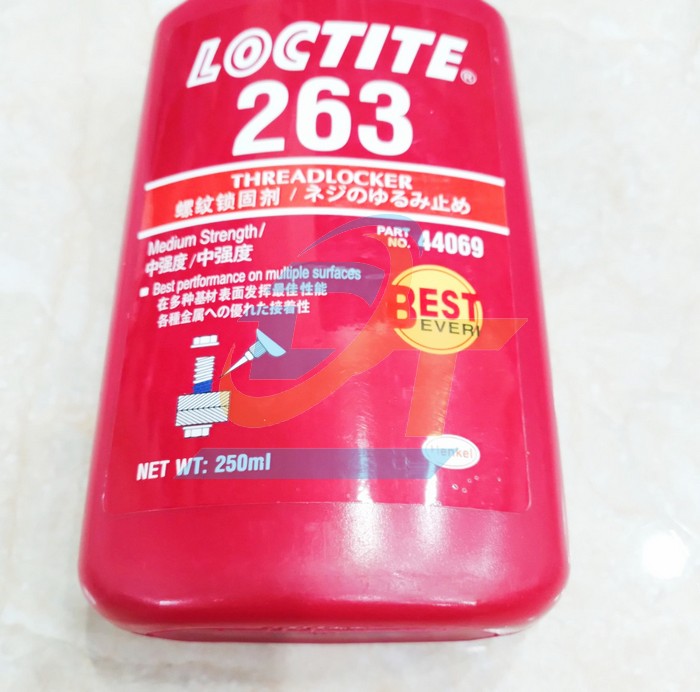 LOCTITE®
263
THREADLOCKER
螺纹锁固剂 / ネジのゆるみ止め
Medium Strength/
中强度/中强度
PART NO. 44069
Best pertformance on multiple surfaces
在多种基材表面发挥最佳性能
各種金属への優れた接着性
BEST
EVER!
NET WT: 250ml
Henkel